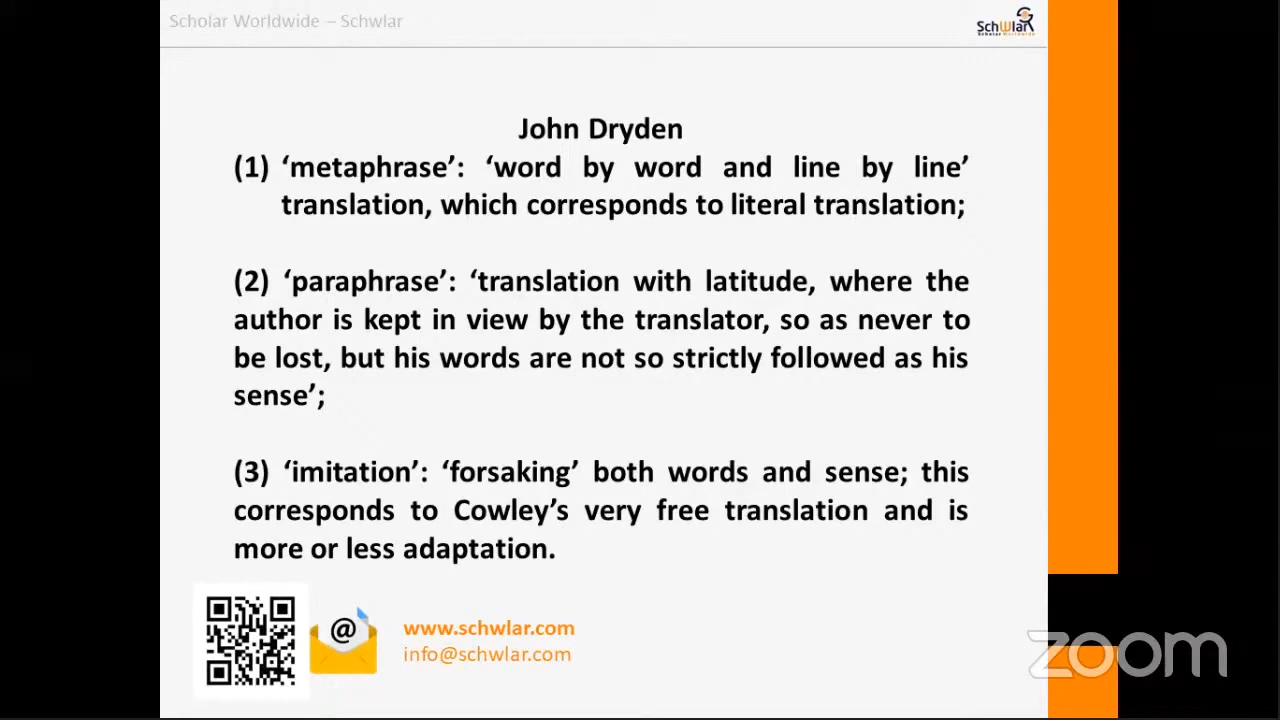 Scholar Worldwide – Schwlar
SchWlar
Scholar Worldwide
John Dryden
(1) ‘metaphrase’: ‘word by word and line by line’
translation, which corresponds to literal translation;
(2) ‘paraphrase’: ‘translation with latitude, where the
author is kept in view by the translator, so as never to
be lost, but his words are not so strictly followed as his
sense’;
(3) ‘imitation’: ‘forsaking’ both words and sense; this
corresponds to Cowley’s very free translation and is
more or less adaptation.
@
www.schwlar.com
info@schwlar.com
zoom